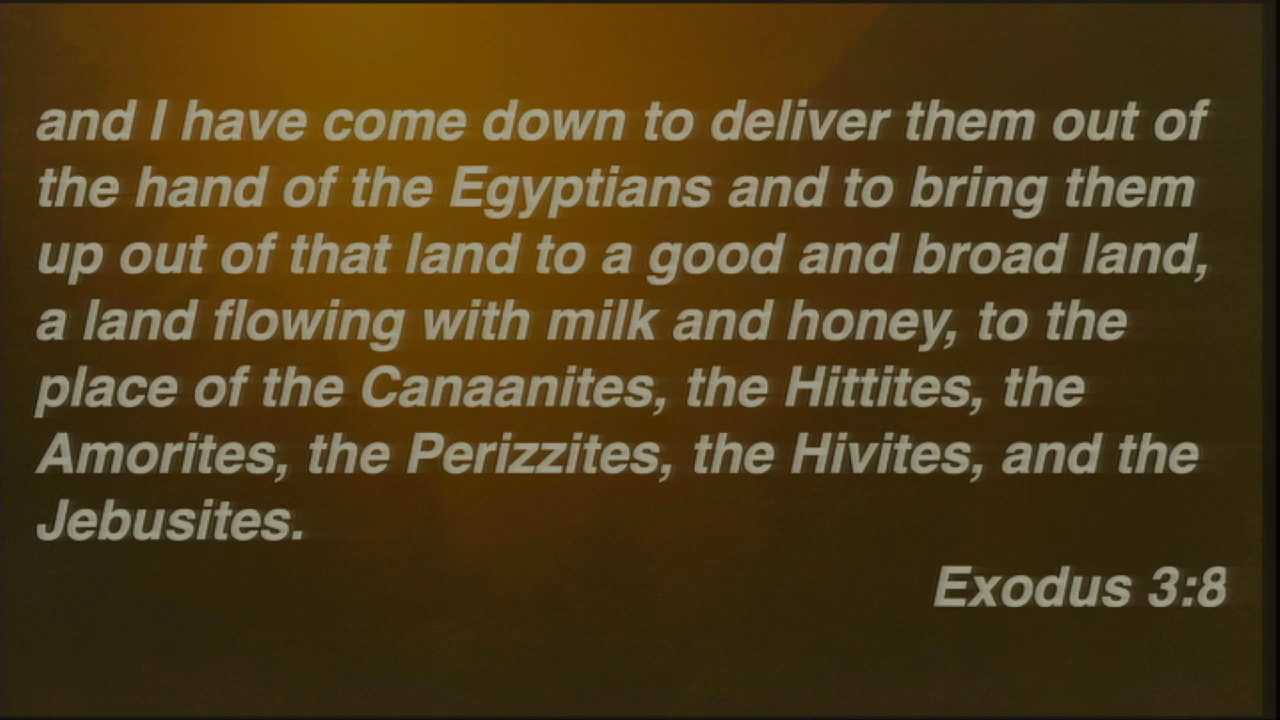 and I have come down to deliver them out of
the hand of the Egyptians and to bring them
up out of that land to a good and broad land,
a land flowing with milk and honey, to the
place of the Canaanites, the Hittites, the
Amorites, the Perizzites, the Hivites, and the
Jebusites.
Exodus 3:8